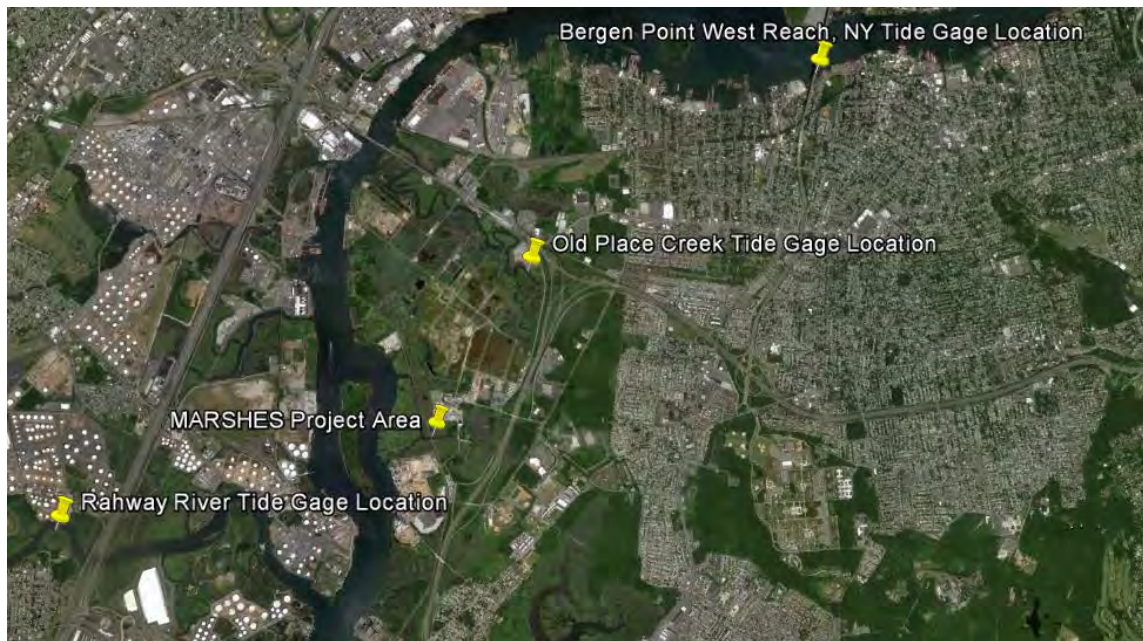 Bergen Point West Reach, NY Tide Gage Location
Old Place Creek Tide Gage Location
MARSHES Project Area
Rahway River Tide Gage Location